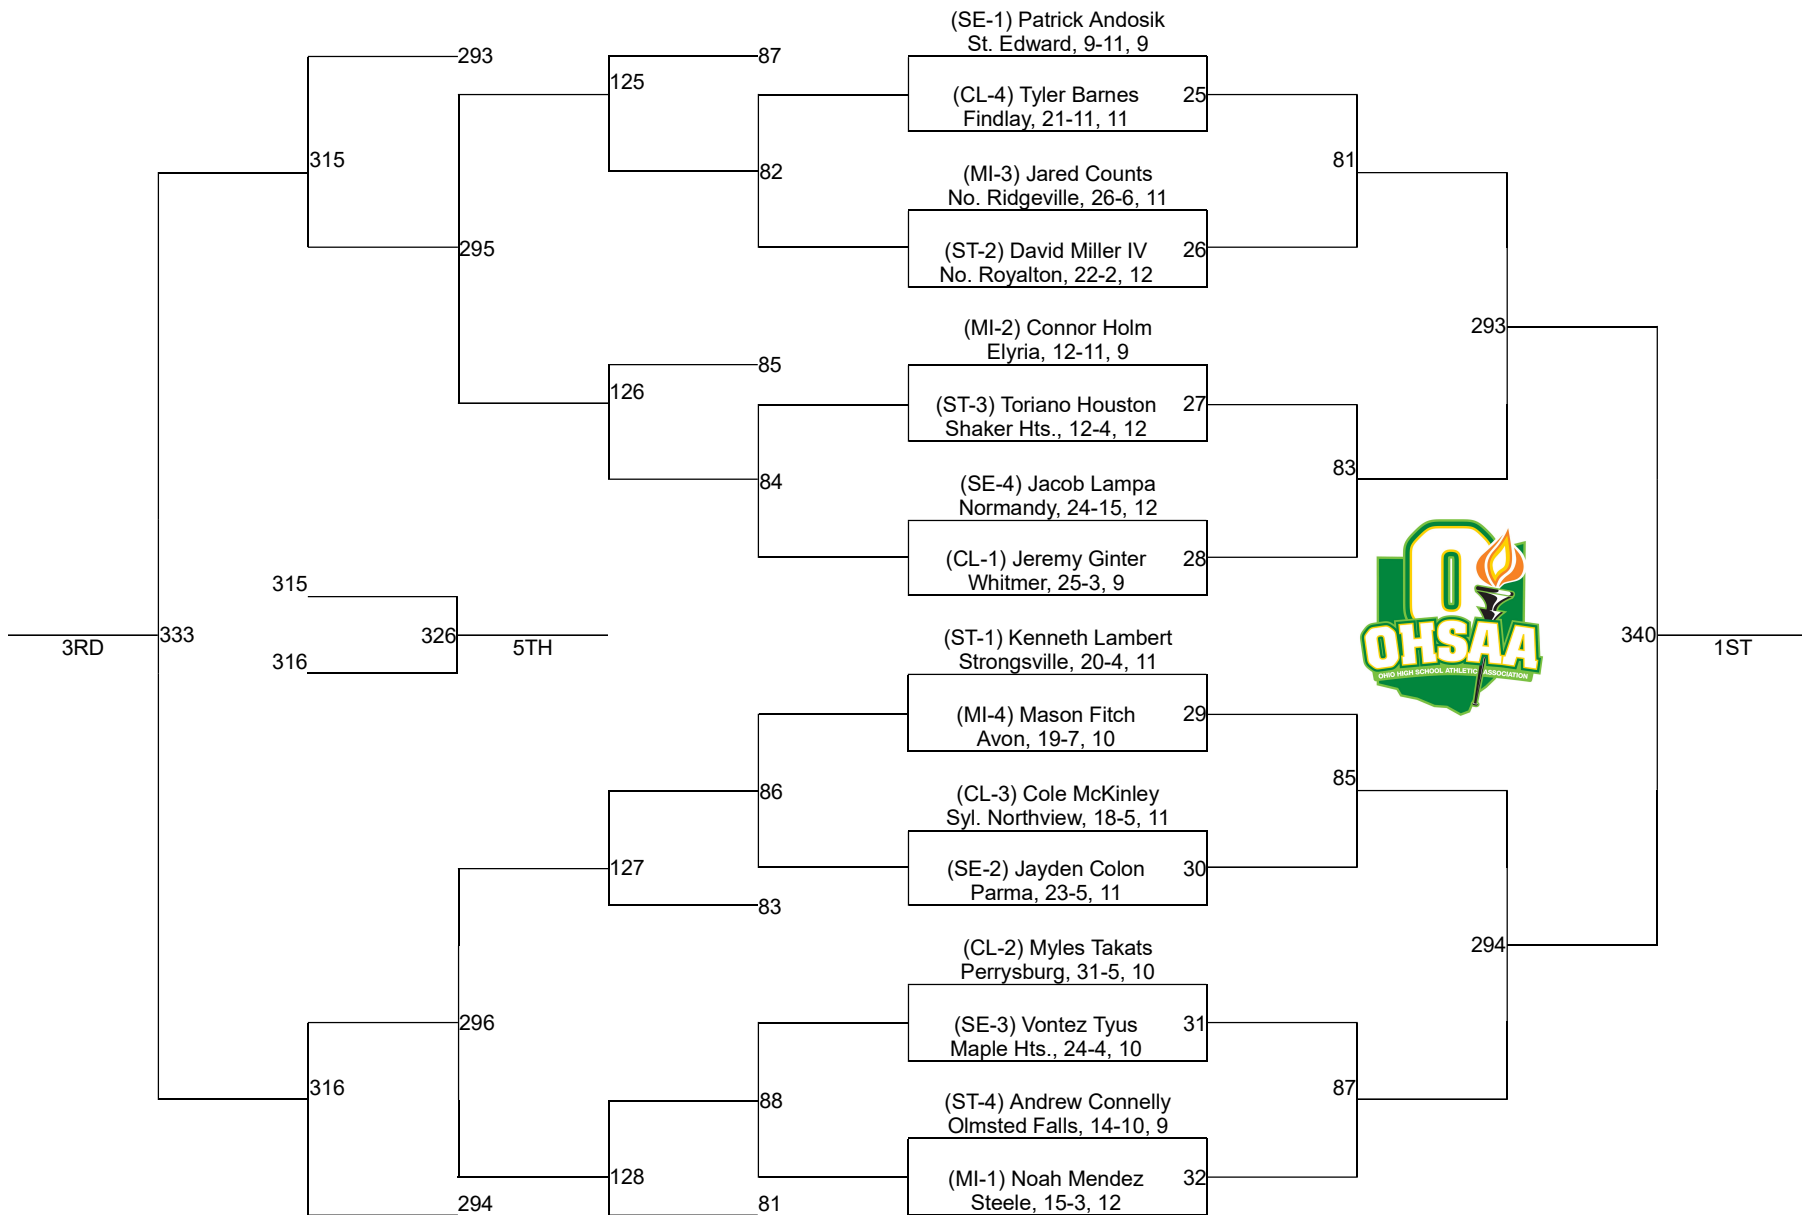 (SE-1) Patrick Andosik
St. Edward, 9-11, 9
293
87
125
(CL-4) Tyler Barnes
25
Findlay, 21-11, 11
315
82
81
(MI-3) Jared Counts
No. Ridgeville, 26-6, 11
295
(ST-2) David Miller IV
26
No. Royalton, 22-2, 12
(MI-2) Connor Holm
293
Elyria, 12-11, 9
85
126
(ST-3) Toriano Houston
27
Shaker Hts., 12-4, 12
84
83
(SE-4) Jacob Lampa
Normandy, 24-15, 12
(CL-1) Jeremy Ginter
28
Whitmer, 25-3, 9
O
OHSAA
OHIO HIGH SCHOOL ATHLETIC ASSOCIATION
315
3RD
333
326
5TH
316
(ST-1) Kenneth Lambert
Strongsville, 20-4, 11
340
1ST
(MI-4) Mason Fitch
29
Avon, 19-7, 10
86
85
(CL-3) Cole McKinley
Syl. Northview, 18-5, 11
127
(SE-2) Jayden Colon
30
Parma, 23-5, 11
83
(CL-2) Myles Takats
294
Perrysburg, 31-5, 10
296
(SE-3) Vontez Tyus
31
Maple Hts., 24-4, 10
316
88
87
(ST-4) Andrew Connelly
Olmsted Falls, 14-10, 9
128
(MI-1) Noah Mendez
32
Steele, 15-3, 12
294
81